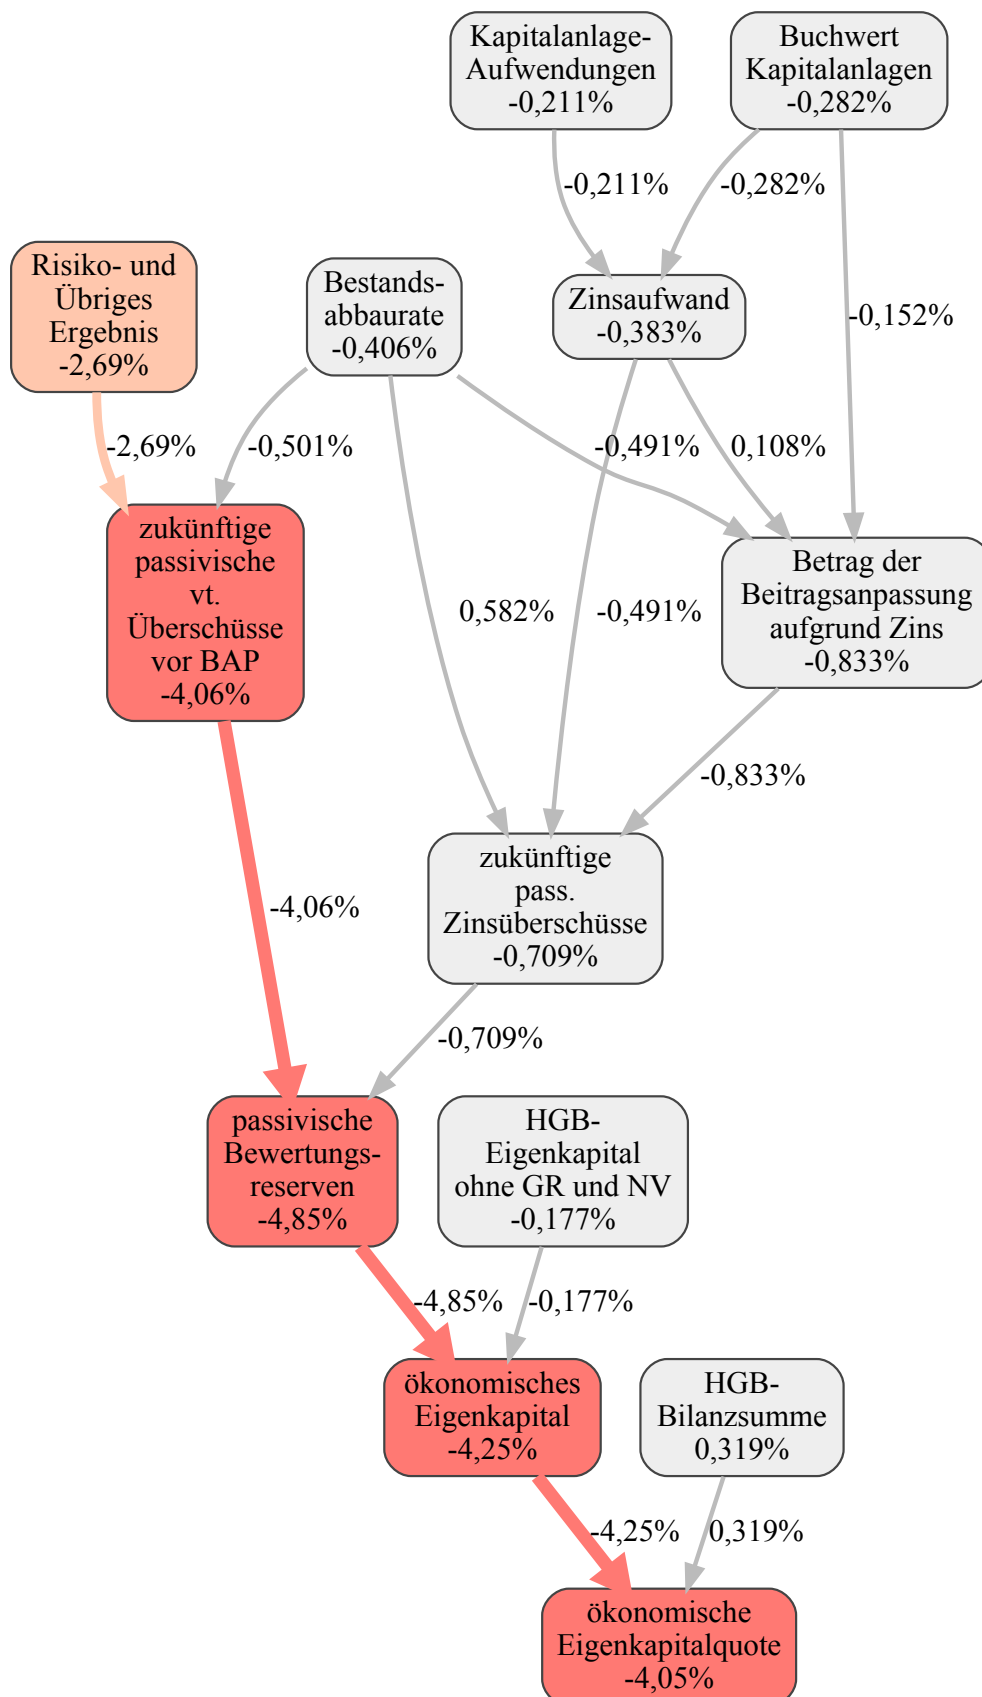 Kapitalanlage-
Aufwendungen
-0,211%
Buchwert
Kapitalanlagen
-0,282%
-0,211%
-0,282%
Risiko- und
Übriges
Ergebnis
-2,69%
Bestands-
abbaurate
-0,406%
Zinsaufwand
-0,383%
-0,152%
-2,69%
-0,501%
-0,491%
0,108%
zukünftige
passivische
vt.
Überschüsse
vor BAP
-4,06%
0,582%
-0,491%
Betrag der
Beitragsanpassung
aufgrund Zins
-0,833%
-0,833%
-4,06%
zukünftige
pass.
Zinsüberschüsse
-0,709%
-0,709%
passivische
Bewertungs-
reserven
-4,85%
HGB-
Eigenkapital
ohne GR und NV
-0,177%
-4,85%
-0,177%
ökonomisches
Eigenkapital
-4,25%
HGB-
Bilanzsumme
0,319%
-4,25%
0,319%
ökonomische
Eigenkapitalquote
-4,05%